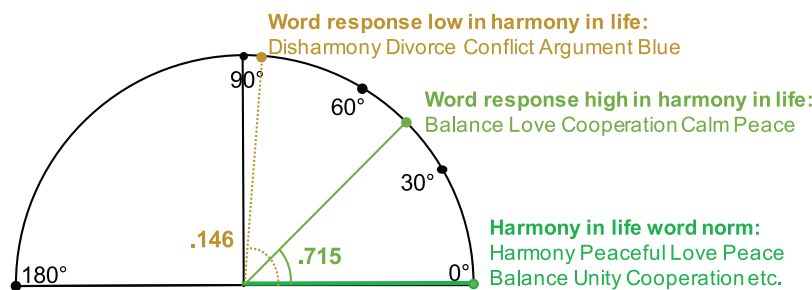 Word response low in harmony in life:
Disharmony Divorce Conflict Argument Blue
90°
60°
Word response high in harmony in life:
Balance Love Cooperation Calm Peace
30°
.146
.715
Harmony in life word norm:
Harmony Peaceful Love Peace
Balance Unity Cooperation etc.
180°
0°